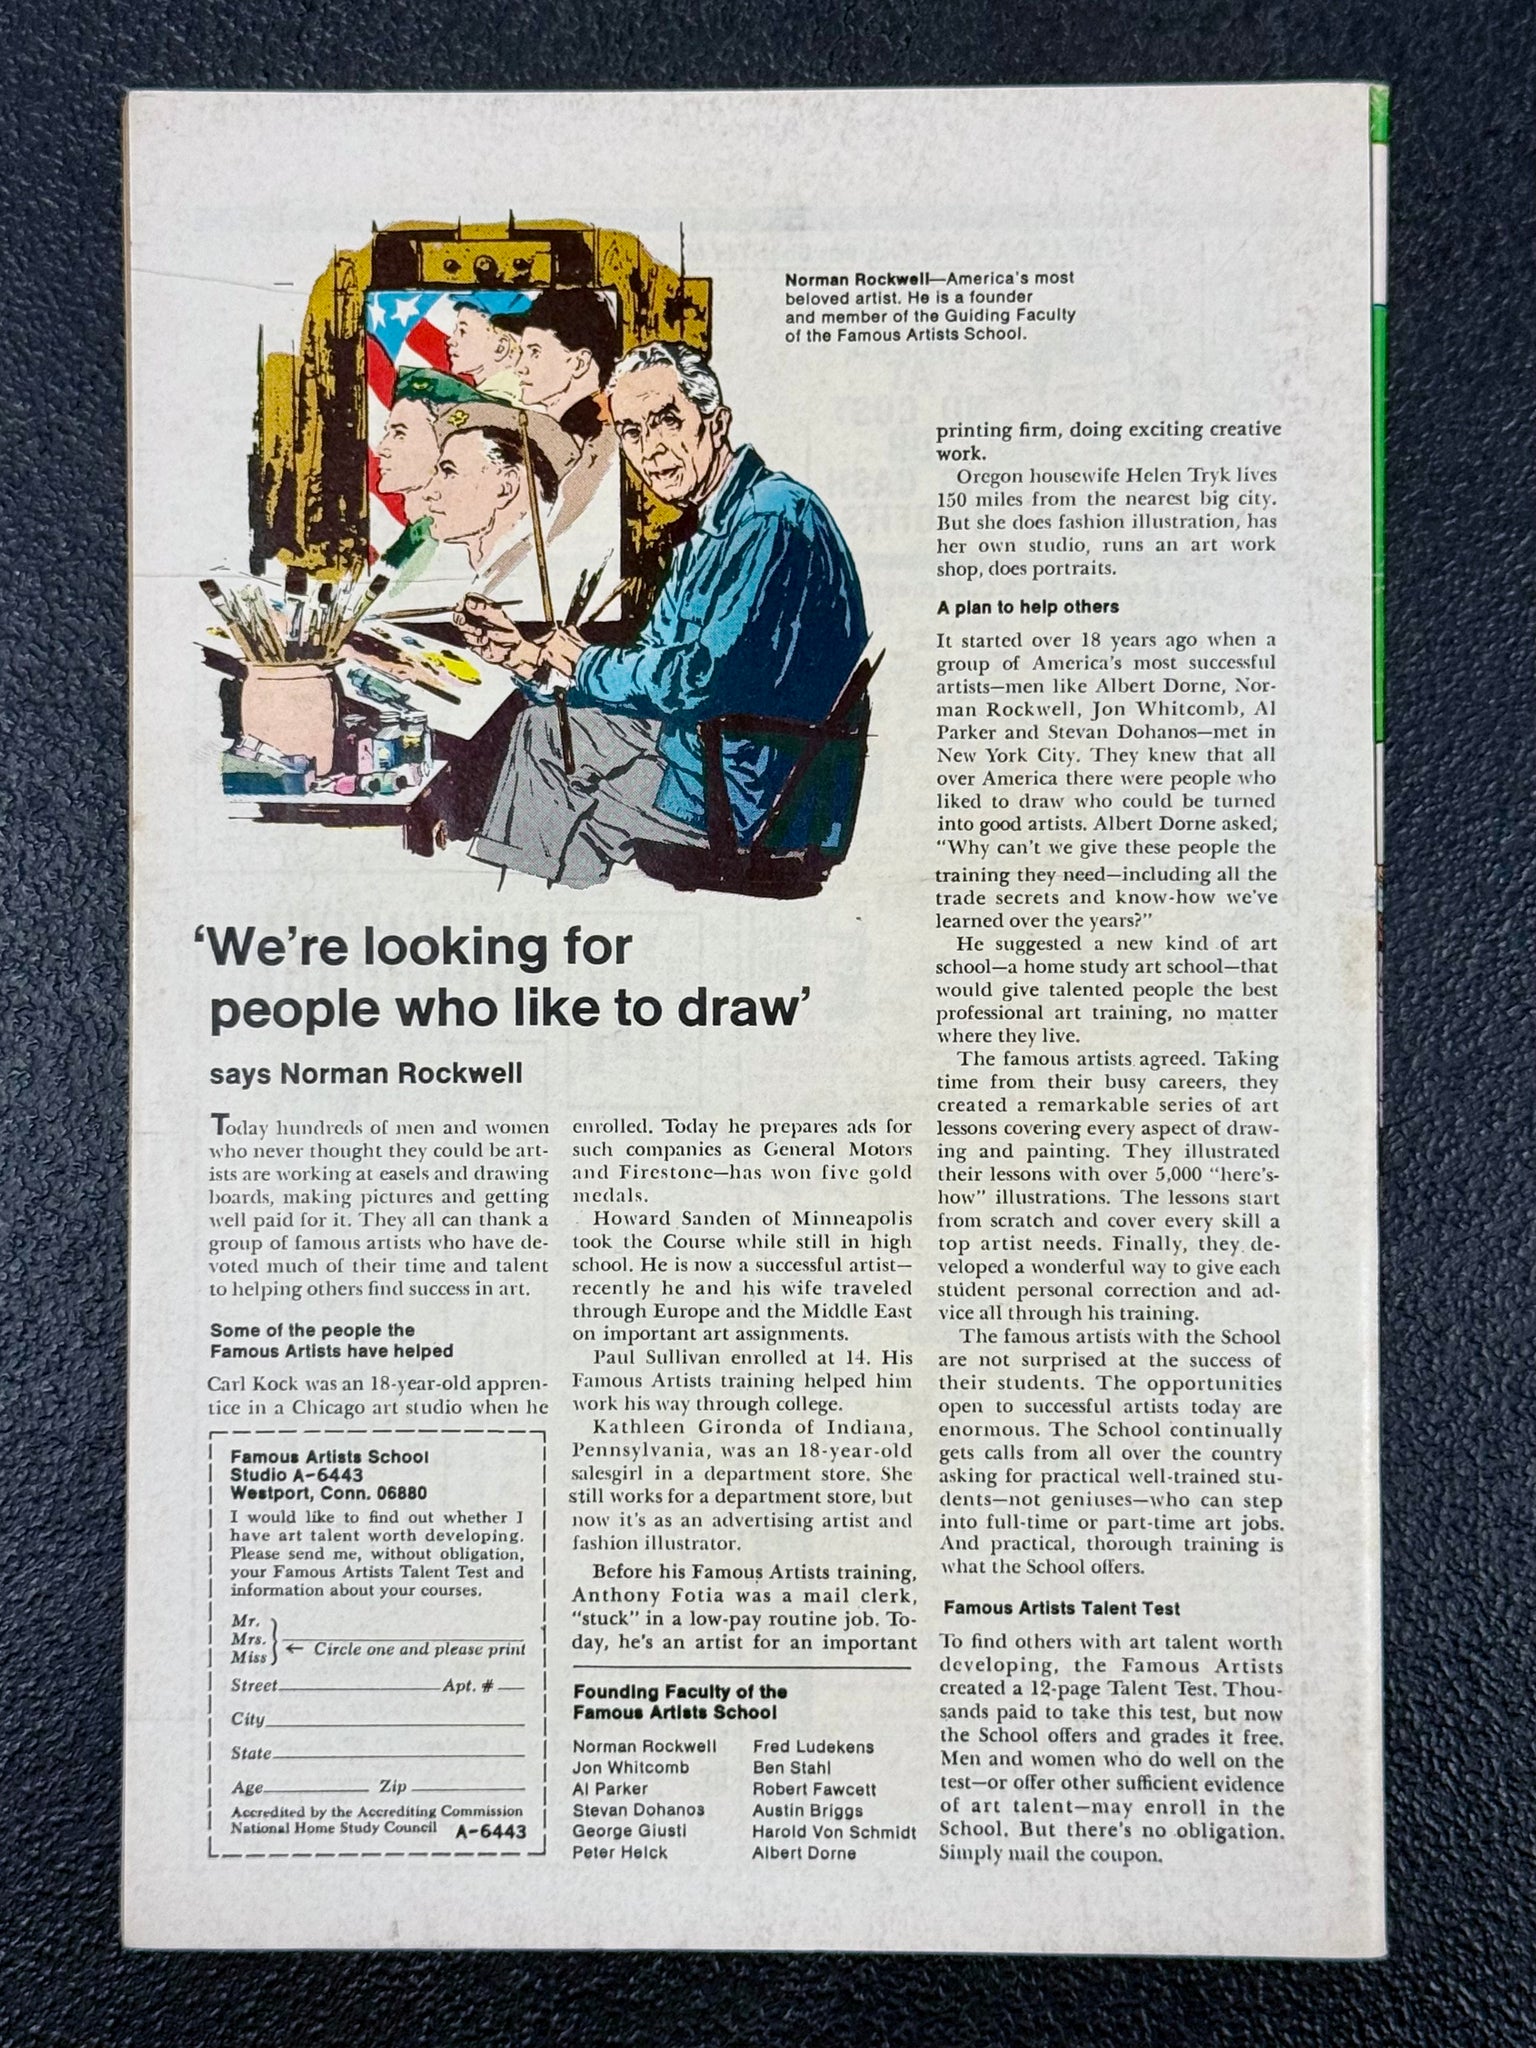 Norman Rockwell—America's most
beloved artist. He is a founder
and member of the Guiding Faculty
of the Famous Artists School.
'We're looking for
people who like to draw'
says Norman Rockwell
Today hundreds of men and women
who never thought they could be art-
ists are working at easels and drawing
boards, making pictures and getting
well paid for it. They all can thank a
group of famous artists who have de-
voted much of their time and talent
to helping others find success in art.
Some of the people the
Famous Artists have helped
Carl Kock was an 18-year-old appren-
tice in a Chicago art studio when he
enrolled. Today he prepares ads for
such companies as General Motors
and Firestone—has won five gold
medals.
Howard Sanden of Minneapolis
took the Course while still in high
school. He is now a successful artist—
recently he and his wife traveled
through Europe and the Middle East
on important art assignments.
Paul Sullivan enrolled at 14. His
Famous Artists training helped him
work his way through college.
Kathleen Gironda of Indiana,
Pennsylvania, was an 18-year-old
salesgirl in a department store. She
still works for a department store, but
now it's as an advertising artist and
fashion illustrator.
Before his Famous Artists training,
Anthony Fotia was a mail clerk,
"stuck" in a low-pay routine job. To-
day, he's an artist for an important
printing firm, doing exciting creative
work.
Oregon housewife Helen Tryk lives
150 miles from the nearest big city.
But she does fashion illustration, has
her own studio, runs an art work
shop, does portraits.
A plan to help others
It started over 18 years ago when a
group of America's most successful
artists—men like Albert Dorne, Nor-
man Rockwell, Jon Whitcomb, Al
Parker and Stevan Dohanos—met in
New York City. They knew that all
over America there were people who
liked to draw who could be turned
into good artists. Albert Dorne asked,
"Why can't we give these people the
training they need—including all the
trade secrets and know-how we've
learned over the years?"
He suggested a new kind of art
school—a home study art school—that
would give talented people the best
professional art training, no matter
where they live.
The famous artists agreed. Taking
time from their busy careers, they
created a remarkable series of art
lessons covering every aspect of draw-
ing and painting. They illustrated
their lessons with over 5,000 "here's-
how" illustrations. The lessons start
from scratch and cover every skill a
top artist needs. Finally, they de-
veloped a wonderful way to give each
student personal correction and ad-
vice all through his training.
The famous artists with the School
are not surprised at the success of
their students. The opportunities
open to successful artists today are
enormous. The School continually
gets calls from all over the country
asking for practical well-trained stu-
dents—not geniuses—who can step
into full-time or part-time art jobs.
And practical, thorough training is
what the School offers.
Famous Artists Talent Test
To find others with art talent worth
developing, the Famous Artists
created a 12-page Talent Test. Thou-
sands paid to take this test, but now
the School offers and grades it free.
Men and women who do well on the
test—or offer other sufficient evidence
of art talent—may enroll in the
School. But there's no obligation.
Simply mail the coupon.
Famous Artists School
Studio A-6443
Westport, Conn. 06880
I would like to find out whether I
have art talent worth developing.
Please send me, without obligation,
your Famous Artists Talent Test and
information about your courses.
Mr.
Mrs. ← Circle one and please print
Miss
Street Apt. #
City
State
Age Zip
Accredited by the Accrediting Commission
National Home Study Council A-6443
Founding Faculty of the
Famous Artists School
Norman Rockwell
Jon Whitcomb
Al Parker
Stevan Dohanos
George Giusti
Peter Helck
Fred Ludekens
Ben Stahl
Robert Fawcett
Austin Briggs
Harold Von Schmidt
Albert Dorne